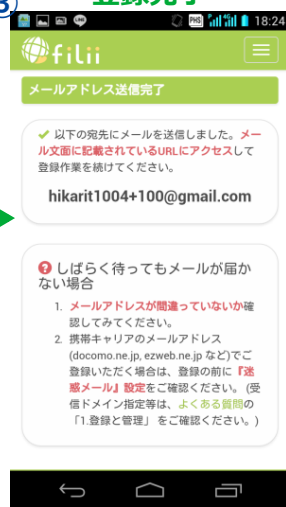 ③
登録完了
18:24
filii
メールアドレス送信完了
以下の宛先にメールを送信しました。メー
ル文面に記載されているURLにアクセスして
登録作業を続けてください。
hikarit1004+100@gmail.com
しばらく待ってもメールが届か
ない場合
1. メールアドレスが間違っていないか確
認してみてください。
2. 携帯キャリアのメールアドレス
(docomo.ne.jp, ezweb.ne.jp など)でご
登録いただく場合は、登録の前に『迷
惑メール』設定をご確認ください。 (受
信ドメイン指定等は、よくある質問の
「1.登録と管理」 をご確認ください。)